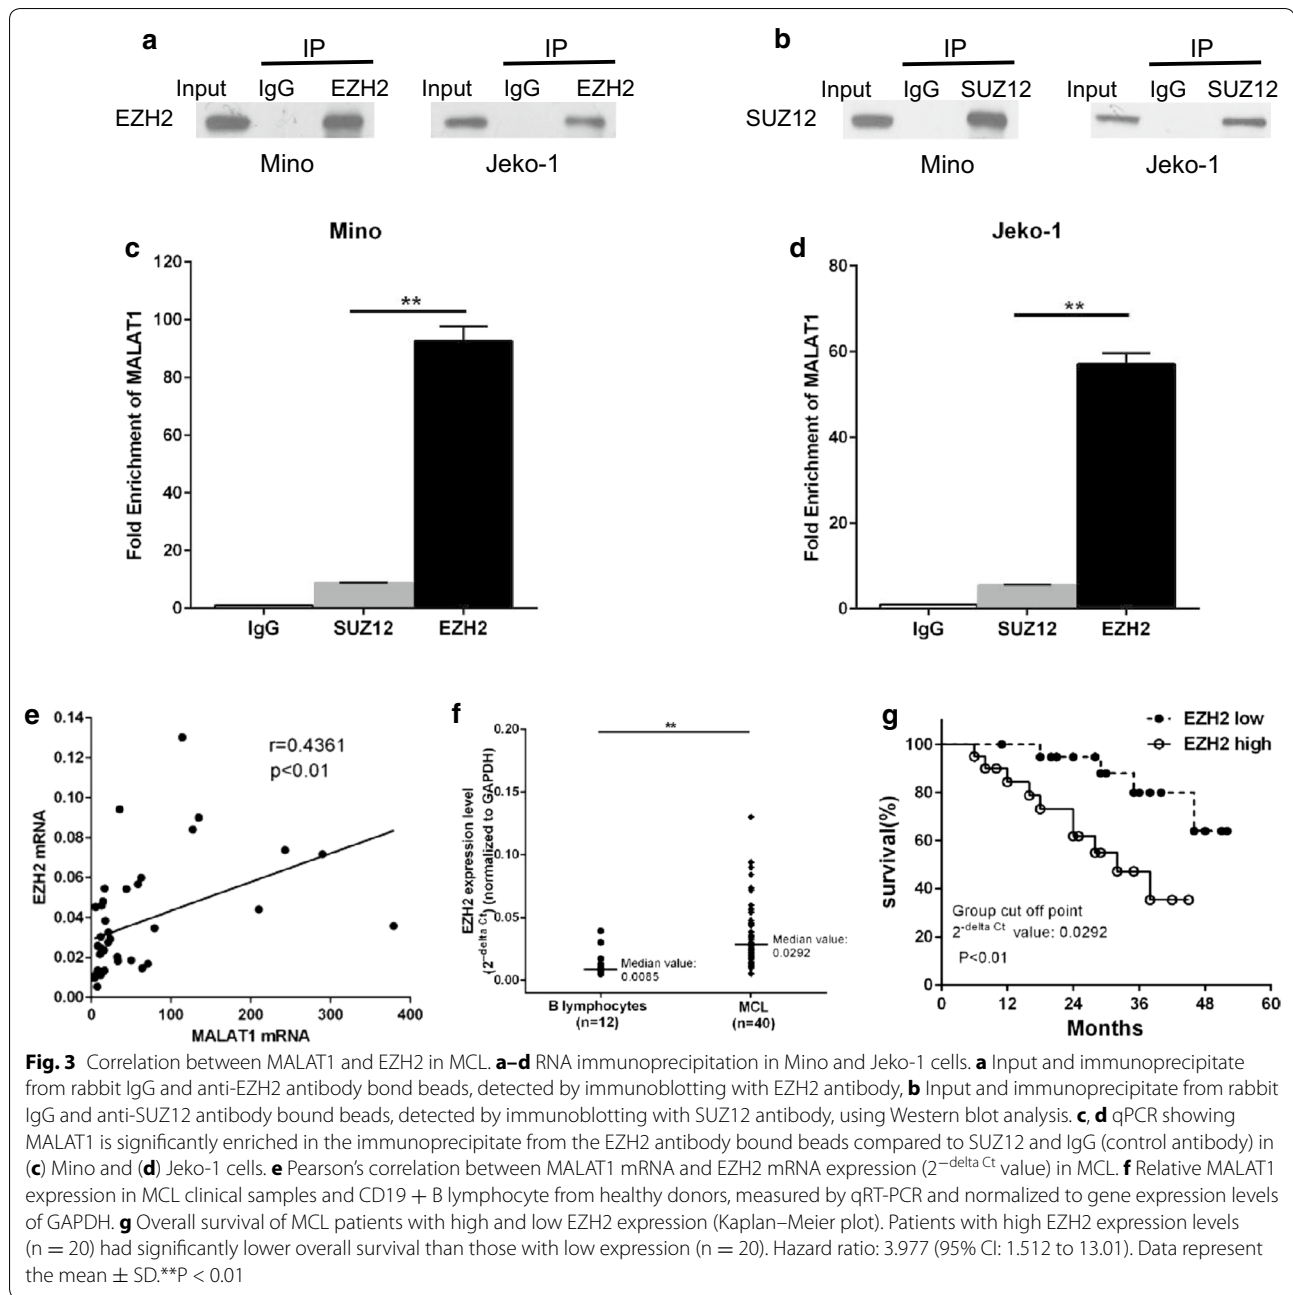 a
IP
Input IgG EZH2
IP
Input IgG EZH2
EZH2
Mino
Jeko-1
b
IP
Input IgG SUZ12
IP
Input IgG SUZ12
SUZ12
Mino
Jeko-1
c
Mino
Fold Enrichment of MALAT1
120
100
80
60
40
20
0
**
IgG SUZ12 EZH2
d
Jeko-1
Fold Enrichment of MALAT1
80
60
40
20
0
**
IgG SUZ12 EZH2
e
EZH2 mRNA
0.14
0.12
0.10
0.08
0.06
0.04
0.02
0.00
r=0.4361
p<0.01
0 100 200 300 400
MALAT1 mRNA
f
EZH2 expression level
(2−delta Ct) (normalized to GAPDH)
0.20
0.15
0.10
0.05
0.00
**
Median value:
0.0085
Median value:
0.0292
B lymphocytes
(n=12)
MCL
(n=40)
g
EZH2 low
EZH2 high
survival(%)
100
80
60
40
20
0
Group cut off point
2-delta Ct value: 0.0292
P<0.01
0 12 24 36 48 60
Months
Fig. 3 Correlation between MALAT1 and EZH2 in MCL. a–d RNA immunoprecipitation in Mino and Jeko-1 cells. a Input and immunoprecipitate
from rabbit IgG and anti-EZH2 antibody bond beads, detected by immunoblotting with EZH2 antibody, b Input and immunoprecipitate from rabbit
IgG and anti-SUZ12 antibody bound beads, detected by immunoblotting with SUZ12 antibody, using Western blot analysis. c, d qPCR showing
MALAT1 is significantly enriched in the immunoprecipitate from the EZH2 antibody bound beads compared to SUZ12 and IgG (control antibody) in
(c) Mino and (d) Jeko-1 cells. e Pearson's correlation between MALAT1 mRNA and EZH2 mRNA expression (2−delta Ct value) in MCL. f Relative MALAT1
expression in MCL clinical samples and CD19 + B lymphocyte from healthy donors, measured by qRT-PCR and normalized to gene expression levels
of GAPDH. g Overall survival of MCL patients with high and low EZH2 expression (Kaplan–Meier plot). Patients with high EZH2 expression levels
(n = 20) had significantly lower overall survival than those with low expression (n = 20). Hazard ratio: 3.977 (95% CI: 1.512 to 13.01). Data represent
the mean ± SD.**P < 0.01